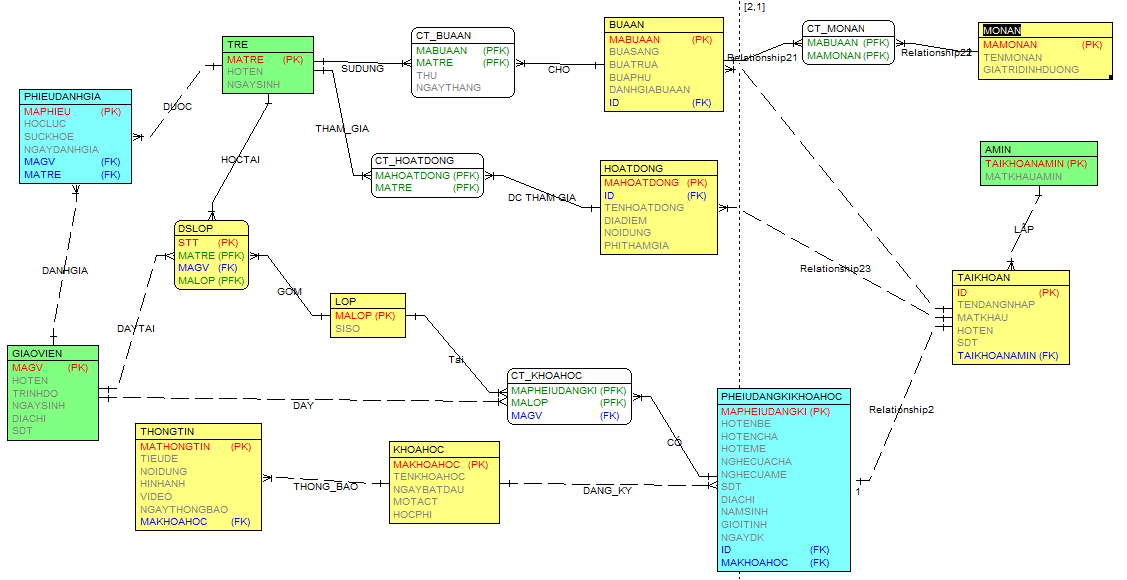 [2,1]
TRE
MATRE (PK)
HOTEN
NGAYSINH
CT_BUAAN
MABUAAN (PFK)
MATRE (PFK)
THU
NGAYTHANG
BUAAN
MABUAAN (PK)
BUASANG
BUATRUA
BUAPHU
DANHGIABUAAN
ID (FK)
CT_MONAN
MABUAAN (PFK)
MAMONAN (PFK)
MONAN
MAMONAN (PK)
TENMONAN
GIATRIDINHDUONG
SUDUNG
CHO
Relationship21
Relationship22
PHIEUDANHGIA
MAPHIEU (PK)
HOCLUC
SUCKHOE
NGAYDANHGIA
MAGV (FK)
MATRE (FK)
DUOC
THAM_GIA
HOCTAI
CT_HOATDONG
MAHOATDONG (PFK)
MATRE (PFK)
DC THAM GIA
HOATDONG
MAHOATDONG (PK)
ID (FK)
TENHOATDONG
DIADIEM
NOIDUNG
PHITHAMGIA
AMIN
TAIKHOANAMIN (PK)
MATKHAUAMIN
LÂP
DSLOP
STT (PK)
MATRE (PFK)
MAGV (FK)
MALOP (PFK)
DANHGIA
GOM
Relationship23
TAIKHOAN
ID (PK)
TENDANGNHAP
MATKHAU
HOTEN
SDT
TAIKHOANAMIN (FK)
LOP
MALOP (PK)
SISO
DAYTAI
GIAOVIEN
MAGV (PK)
HOTEN
TRINHDO
NGAYSINH
DIACHI
SDT
Tai
DAY
CT_KHOAHOC
MAPHEIUDANGKI (PFK)
MALOP (PFK)
MAGV (FK)
CÓ
PHEIUDANGKIKHOAHOC
MAPHEIUDANGKI (PK)
HOTENBE
HOTENCHA
HOTEME
NGHECUACHA
NGHECUAME
SDT
DIACHI
NAMSINH
GIOITINH
NGAYDK
ID (FK)
MAKHOAHOC (FK)
Relationship2
1
THONGTIN
MATHONGTIN (PK)
TIEUDE
NOIDUNG
HINHANH
VIDEO
NGAYTHONGBAO
MAKHOAHOC (FK)
THONG_BAO
KHOAHOC
MAKHOAHOC (PK)
TENKHOAHOC
NGAYBATDAU
MOTACT
HOCPHI
DANG_KY